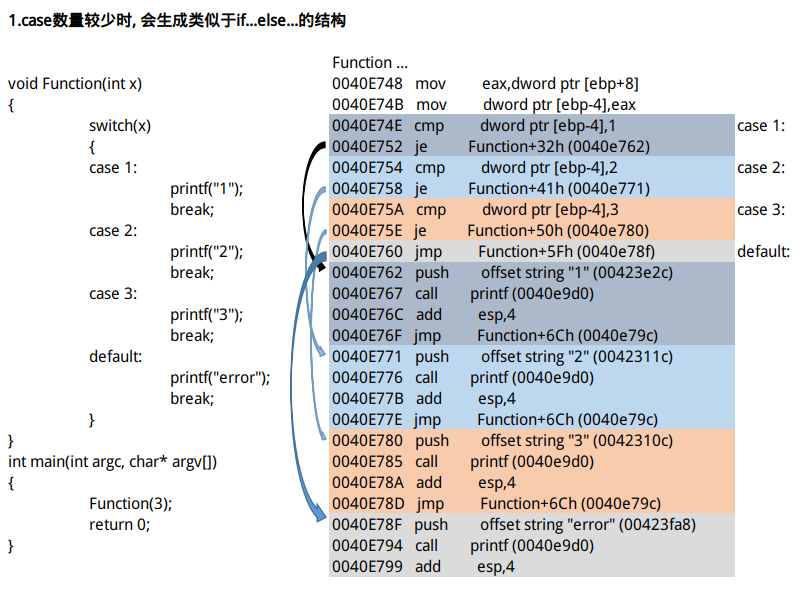 1.case数量较少时, 会生成类似于if...else...的结构
Function ...
void Function(int x)
{
switch(x)
{
case 1:
printf("1");
break;
case 2:
printf("2");
break;
case 3:
printf("3");
break;
default:
printf("error");
break;
}
}
int main(int argc, char* argv[])
{
Function(3);
return 0;
}
0040E748 mov eax,dword ptr [ebp+8]
0040E74B mov dword ptr [ebp-4],eax
0040E74E cmp dword ptr [ebp-4],1 case 1:
0040E752 je Function+32h (0040e762)
0040E754 cmp dword ptr [ebp-4],2 case 2:
0040E758 je Function+41h (0040e771)
0040E75A cmp dword ptr [ebp-4],3 case 3:
0040E75E je Function+50h (0040e780)
0040E760 jmp Function+5Fh (0040e78f) default:
0040E762 push offset string "1" (00423e2c)
0040E767 call printf (0040e9d0)
0040E76C add esp,4
0040E76F jmp Function+6Ch (0040e79c)
0040E771 push offset string "2" (0042311c)
0040E776 call printf (0040e9d0)
0040E77B add esp,4
0040E77E jmp Function+6Ch (0040e79c)
0040E780 push offset string "3" (0042310c)
0040E785 call printf (0040e9d0)
0040E78A add esp,4
0040E78D jmp Function+6Ch (0040e79c)
0040E78F push offset string "error" (00423fa8)
0040E794 call printf (0040e9d0)
0040E799 add esp,4